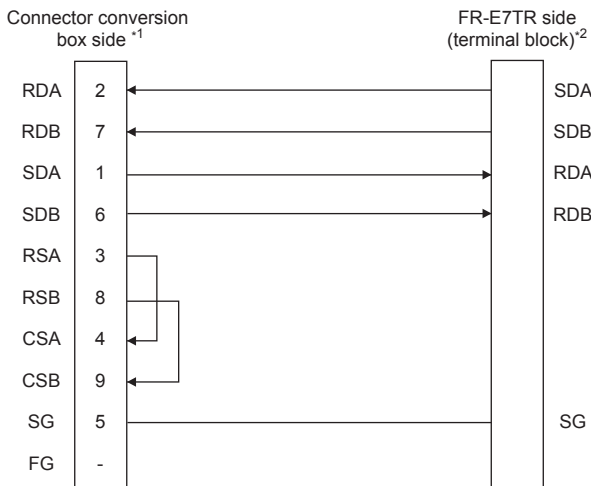 Connector conversion
box side *1
FR-E7TR side
(terminal block)*2
RDA 2 SDA
RDB 7 SDB
SDA 1 RDA
SDB 6 RDB
RSA 3
RSB 8
CSA 4
CSB 9
SG 5 SG
FG -